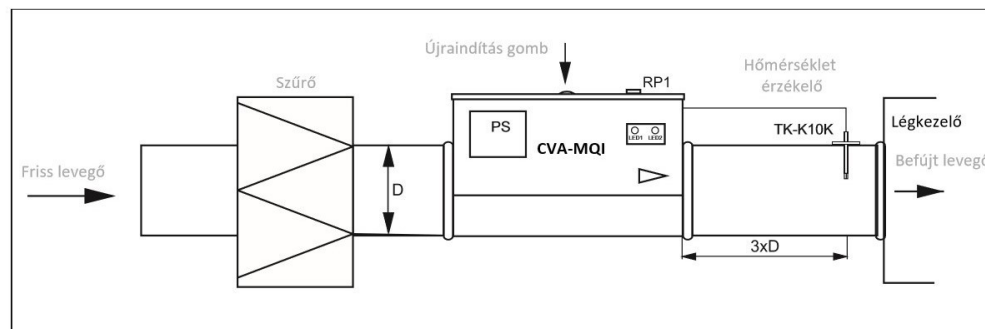 Újraindítás gomb
Szűrő
RP1
Hőmérséklet
érzékelő
PS
LED1 LED2
TK-K10K
Légkezelő
CVA-MQI
Friss levegő
D
Befújt levegő
3xD